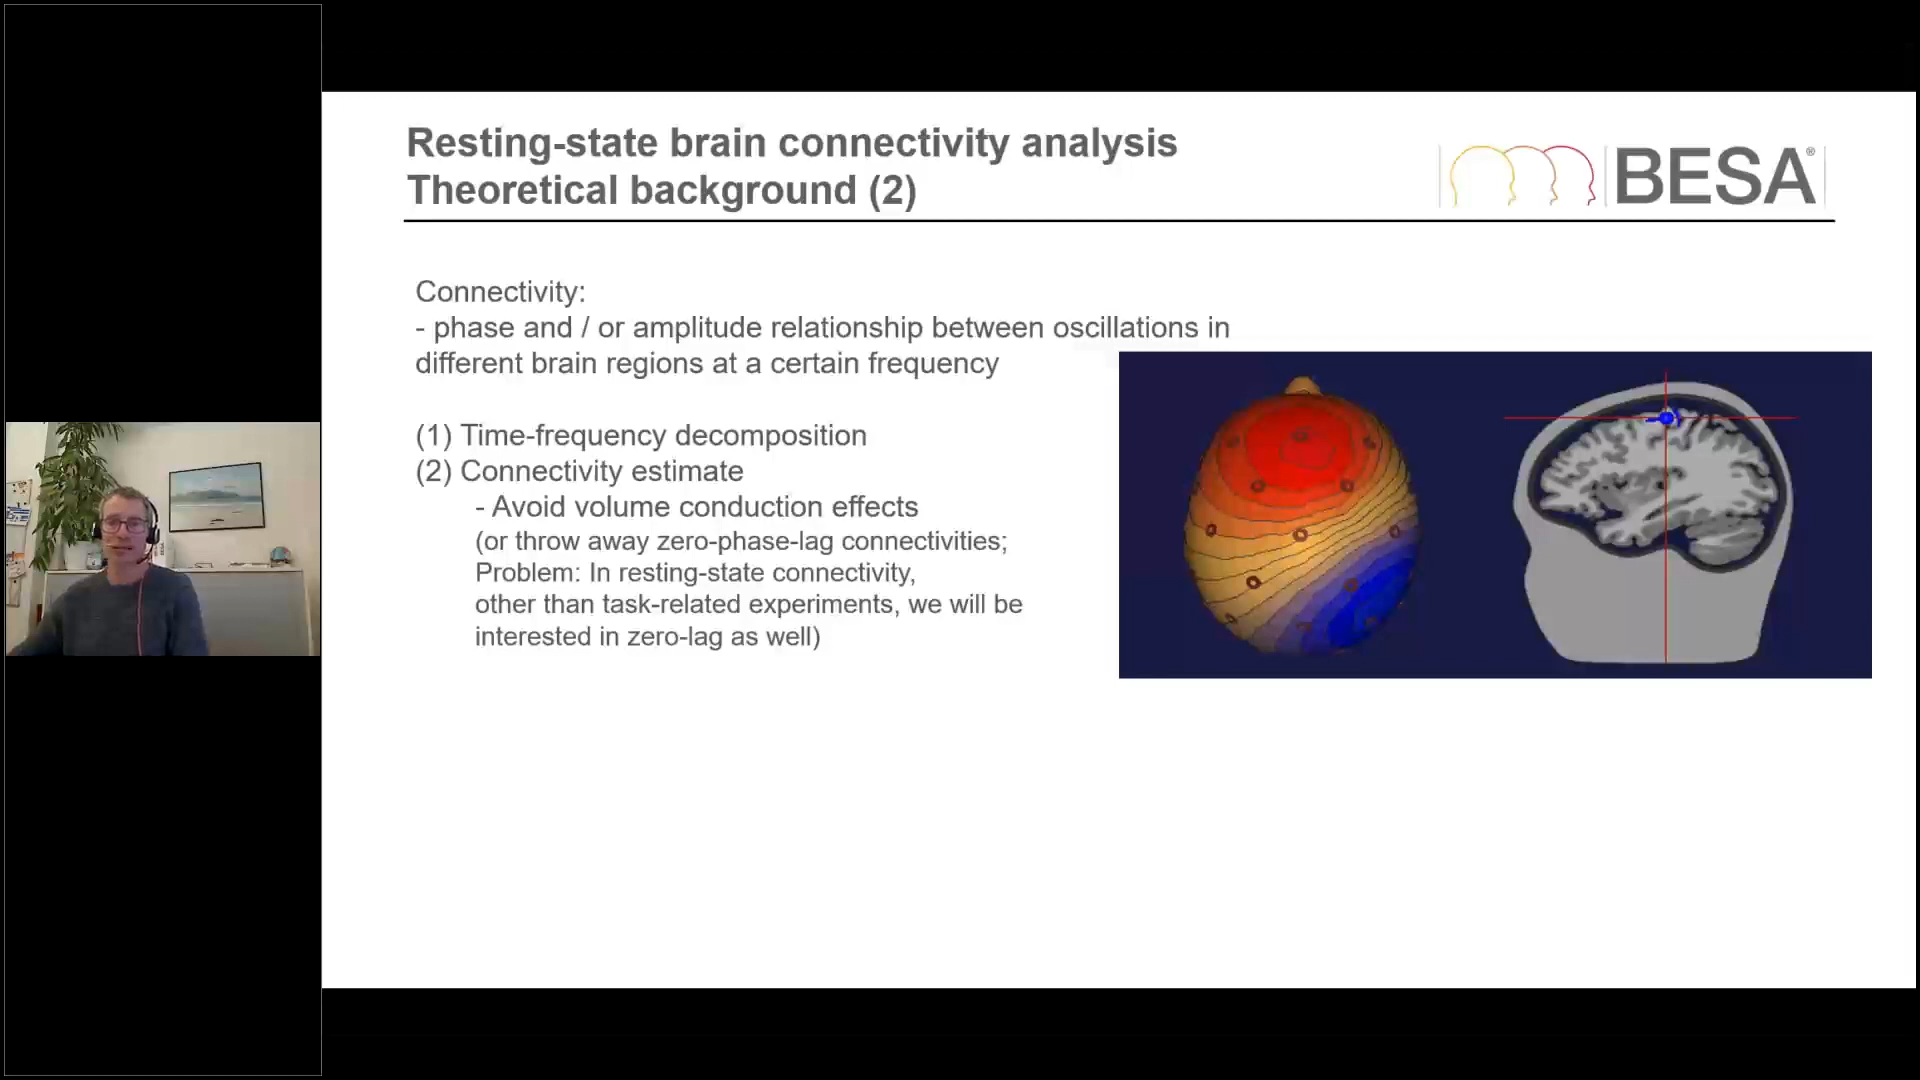 Resting-state brain connectivity analysis
Theoretical background (2)
BESA®
Connectivity:
- phase and / or amplitude relationship between oscillations in
different brain regions at a certain frequency
(1) Time-frequency decomposition
(2) Connectivity estimate
- Avoid volume conduction effects
(or throw away zero-phase-lag connectivities;
Problem: In resting-state connectivity,
other than task-related experiments, we will be
interested in zero-lag as well)